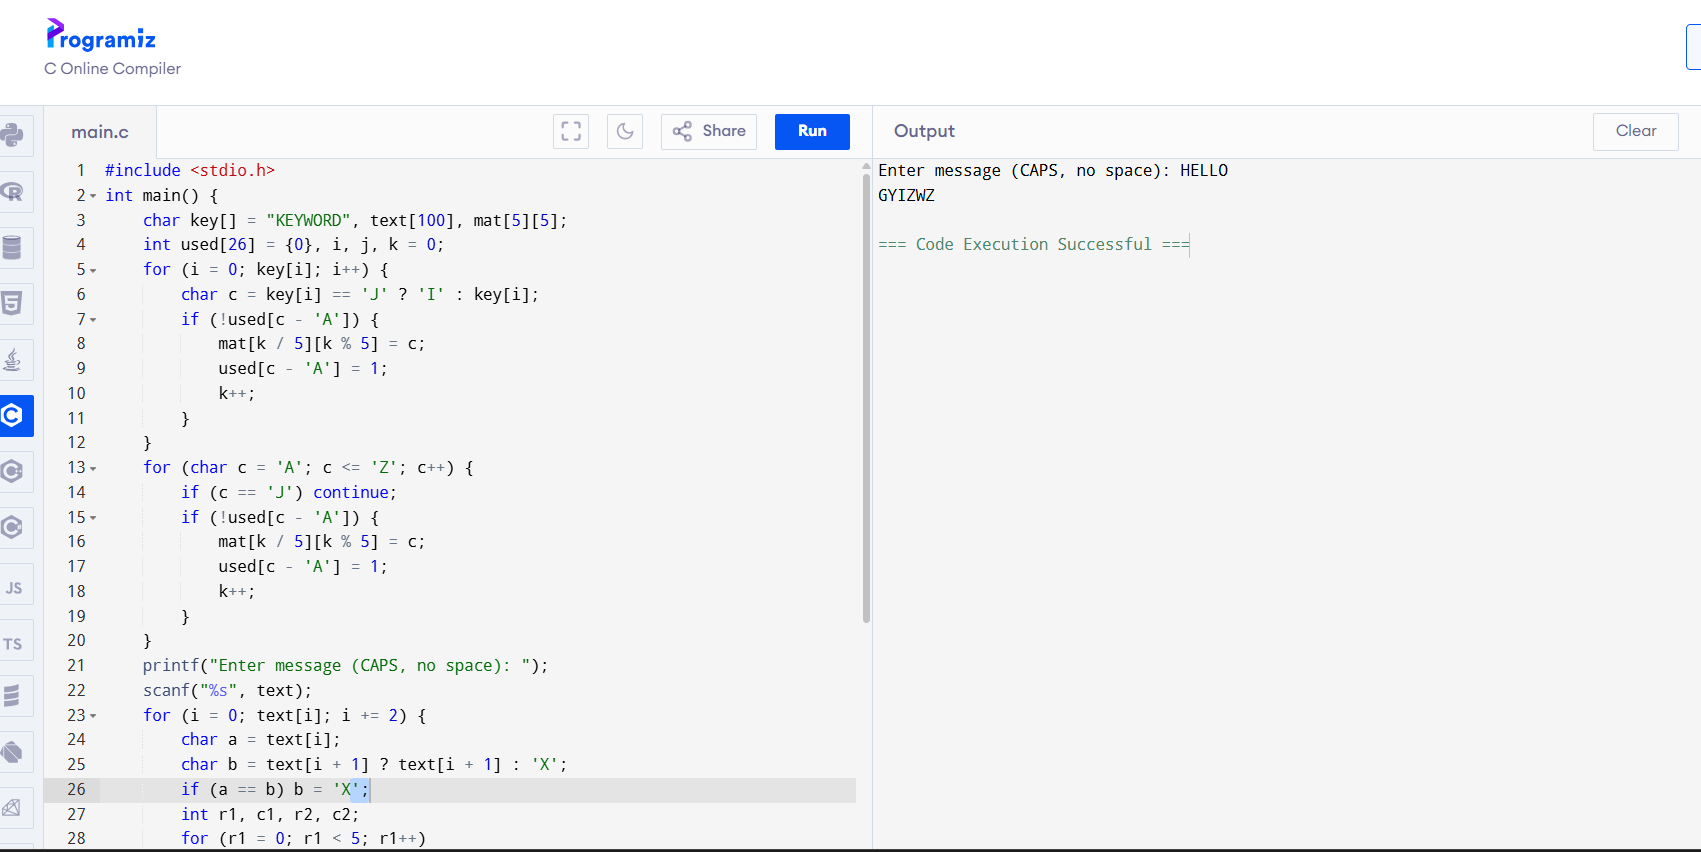 Programiz
C Online Compiler
main.c
Share
Run
Output
Clear
1 #include <stdio.h>
2 int main() {
3 char key[] = "KEYWORD", text[100], mat[5][5];
4 int used[26] = {0}, i, j, k = 0;
5 for (i = 0; key[i]; i++) {
6 char c = key[i] == 'J' ? 'I' : key[i];
7 if (!used[c - 'A']) {
8 mat[k / 5][k % 5] = c;
9 used[c - 'A'] = 1;
10 k++;
11 }
12 }
13 for (char c = 'A'; c <= 'Z'; c++) {
14 if (c == 'J') continue;
15 if (!used[c - 'A']) {
16 mat[k / 5][k % 5] = c;
17 used[c - 'A'] = 1;
18 k++;
19 }
20 }
21 printf("Enter message (CAPS, no space): ");
22 scanf("%s", text);
23 for (i = 0; text[i]; i += 2) {
24 char a = text[i];
25 char b = text[i + 1] ? text[i + 1] : 'X';
26 if (a == b) b = 'X';
27 int r1, c1, r2, c2;
28 for (r1 = 0; r1 < 5; r1++)
Enter message (CAPS, no space): HELLO
GYIZWZ
=== Code Execution Successful ===
R
5
C
JS
TS